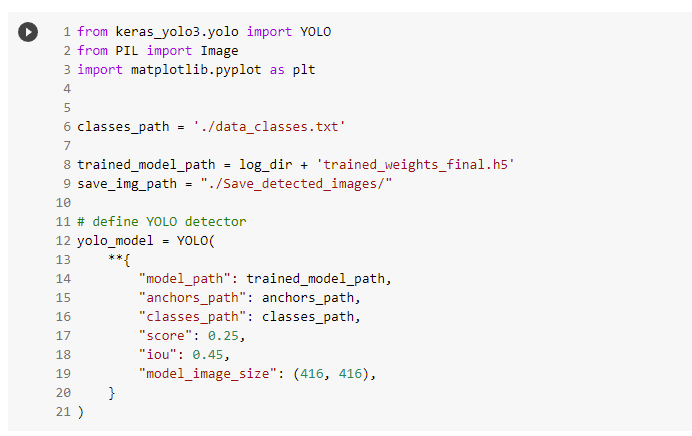 1 from keras_yolo3.yolo import YOLO
2 from PIL import Image
3 import matplotlib.pyplot as plt
4
5
6 classes_path = './data_classes.txt'
7
8 trained_model_path = log_dir + 'trained_weights_final.h5'
9 save_img_path = "./Save_detected_images/"
10
11 # define YOLO detector
12 yolo_model = YOLO(
13     **{
14         "model_path": trained_model_path,
15         "anchors_path": anchors_path,
16         "classes_path": classes_path,
17         "score": 0.25,
18         "iou": 0.45,
19         "model_image_size": (416, 416),
20     }
21 )